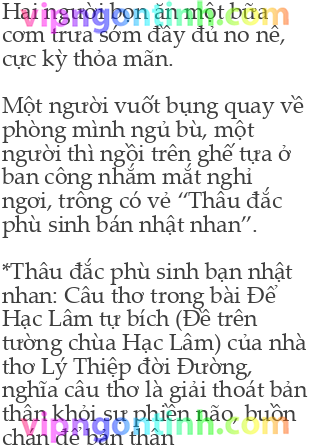 Hai người bọn ăn một bữa
vipngontinh.com
cơm trưa sớm đầy đủ no nê,
cực kỳ thỏa mãn.
Một người vuốt bụng quay về
phòng mình ngủ bù, một
người thì ngồi trên ghế tựa ở
ban công nhắm mắt nghỉ
ngơi, trông có vẻ “Thâu đắc
phù sinh bán nhật nhan”.
*Thâu đắc phù sinh bạn nhật
nhan: Câu thơ trong bài Để
Hạc Lâm tự bích (Đề trên
tường chùa Hạc Lâm) của nhà
thơ Lý Thiệp đời Đường,
nghĩa câu thơ là giải thoát bản
thân khỏi sự phiền não, buồn
vipngontinh.com
chán để bản thân